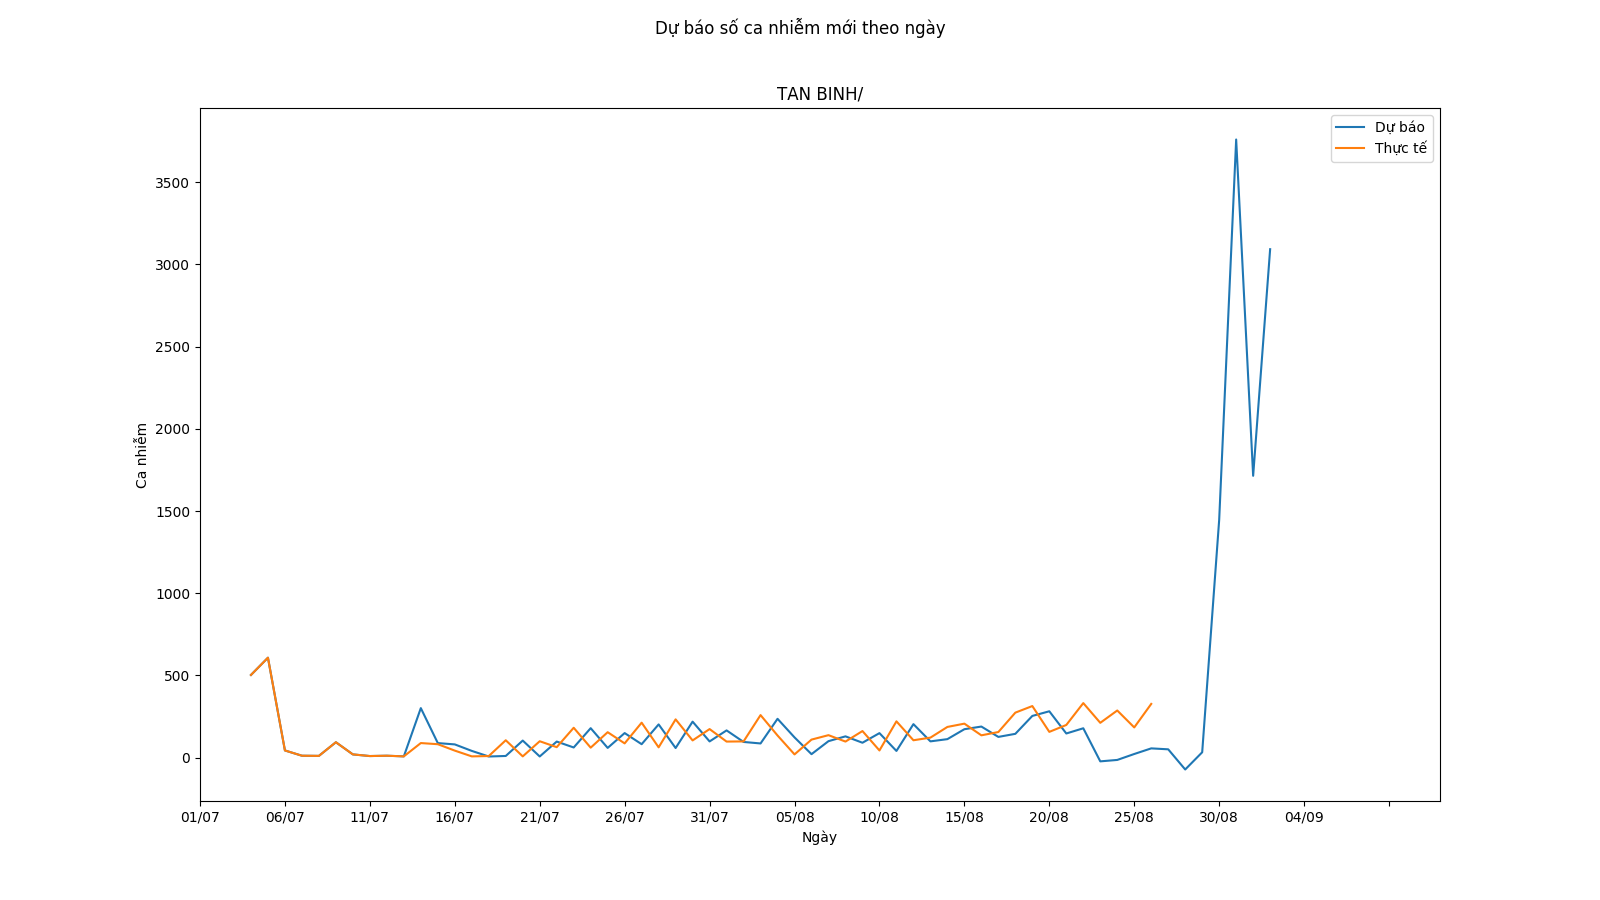 Dự báo số ca nhiễm mới theo ngày
TAN BINH/
Dự báo
Thực tế
3500
3000
2500
2000
1500
1000
500
0
Ca nhiễm
01/07 06/07 11/07 16/07 21/07 26/07 31/07 05/08 10/08 15/08 20/08 25/08 30/08 04/09
Ngày